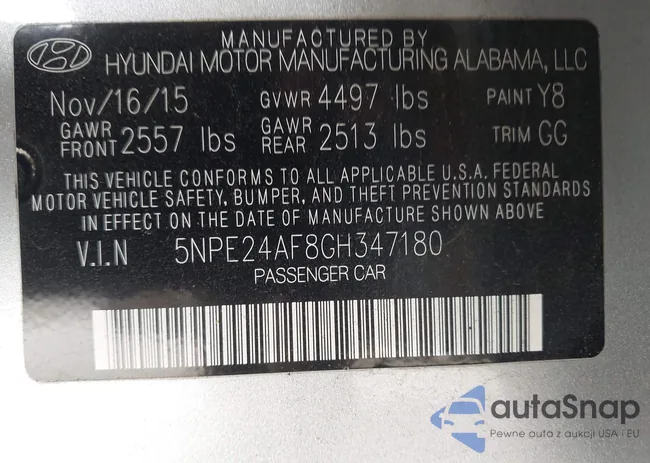 MANUFACTURED BY
HYUNDAI MOTOR MANUFACTURING ALABAMA, LLC
Nov/16/15 GVWR 4497 lbs PAINT Y8
GAWR FRONT 2557 lbs GAWR REAR 2513 lbs TRIM GG
THIS VEHICLE CONFORMS TO ALL APPLICABLE U.S.A. FEDERAL
MOTOR VEHICLE SAFETY, BUMPER, AND THEFT PREVENTION STANDARDS
IN EFFECT ON THE DATE OF MANUFACTURE SHOWN ABOVE
V.I.N 5NPE24AF8GH347180
PASSENGER CAR
autaSnap
Pewne auta z aukcji USA i EU